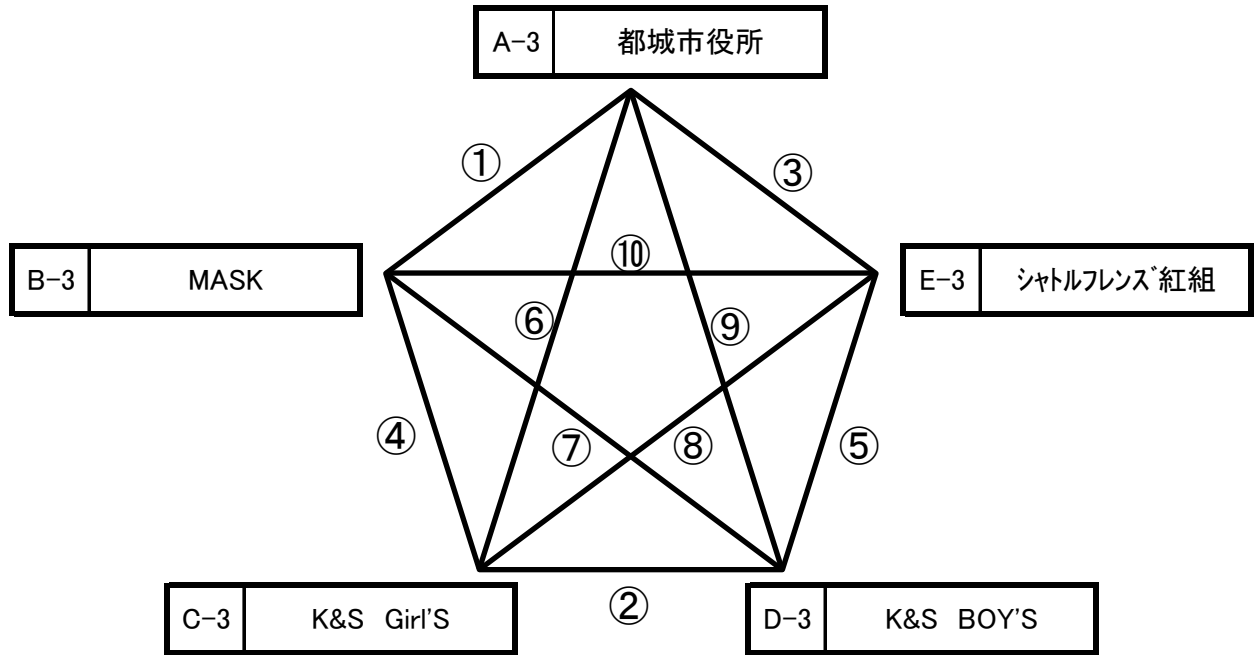 A-3 都城市役所
①
③
⑩
B-3 MASK
E-3 シャトルフレンズ紅組
⑥
⑨
④
⑦
⑧
⑤
C-3 K&S Girl'S
②
D-3 K&S BOY'S